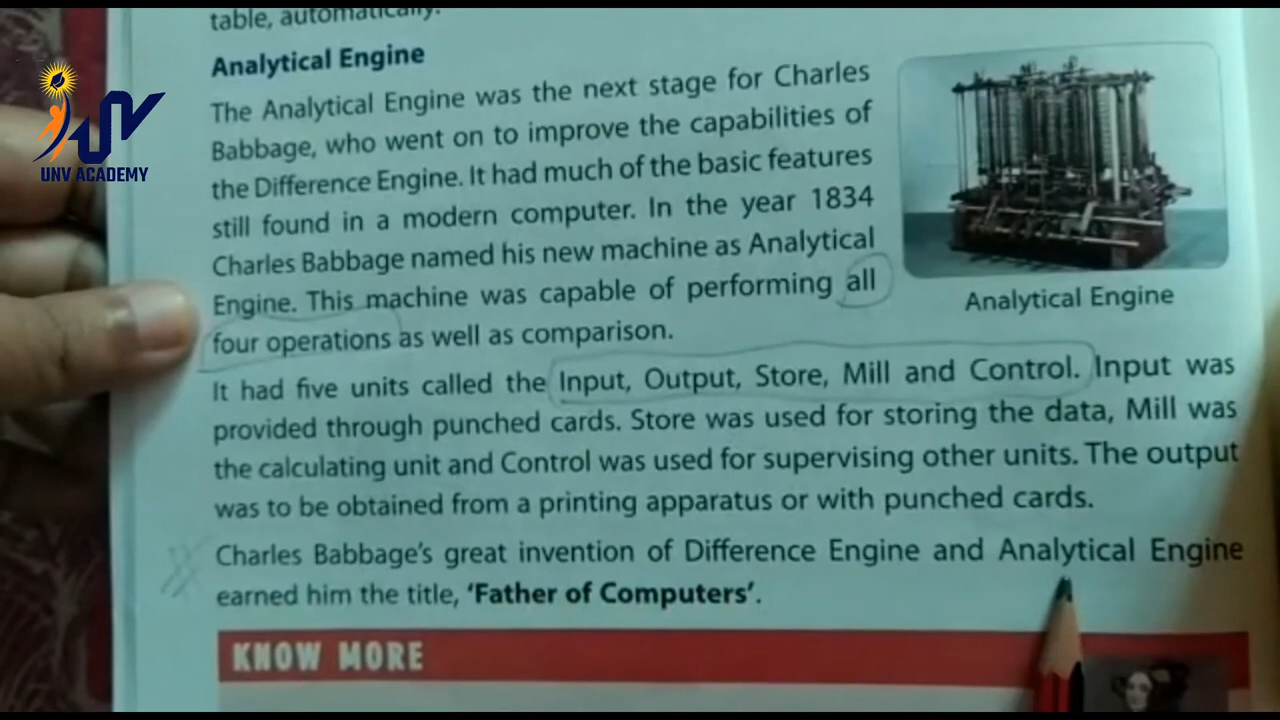 table, automatically.
UNV ACADEMY
Analytical Engine
The Analytical Engine was the next stage for Charles
Babbage, who went on to improve the capabilities of
the Difference Engine. It had much of the basic features
still found in a modern computer. In the year 1834
Charles Babbage named his new machine as Analytical
Engine. This machine was capable of performing all
four operations as well as comparison.
Analytical Engine
It had five units called the Input, Output, Store, Mill and Control. Input was
provided through punched cards. Store was used for storing the data, Mill was
the calculating unit and Control was used for supervising other units. The output
was to be obtained from a printing apparatus or with punched cards.
Charles Babbage's great invention of Difference Engine and Analytical Engine
earned him the title, 'Father of Computers'.
KNOW MORE